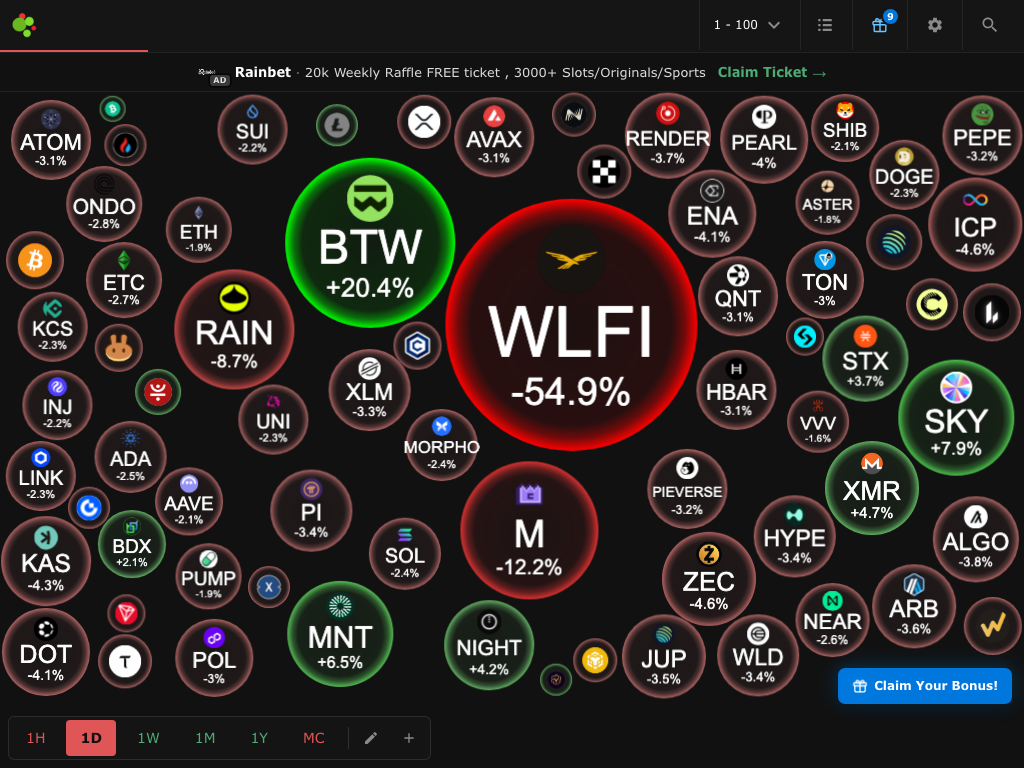 1 - 100
9
AD
Rainbet · 20k Weekly Raffle FREE ticket , 3000+ Slots/Originals/Sports Claim Ticket →
ATOM
-3.1%
SUI
-2.2%
AVAX
-3.1%
RENDER
-3.7%
PEARL
-4%
SHIB
-2.1%
PEPE
-3.2%
ONDO
-2.8%
ETH
-1.9%
BTW
+20.4%
ENA
-4.1%
ASTER
-1.8%
DOGE
-2.3%
ICP
-4.6%
ETC
-2.7%
WLFI
-54.9%
QNT
-3.1%
TON
-3%
KCS
-2.3%
RAIN
-8.7%
STX
+3.7%
XLM
-3.3%
HBAR
-3.1%
INJ
-2.2%
UNI
-2.3%
VVV
-1.6%
SKY
+7.9%
MORPHO
-2.4%
ADA
-2.5%
LINK
-2.3%
AAVE
-2.1%
PI
-3.4%
PIEVERSE
-3.2%
XMR
+4.7%
M
-12.2%
HYPE
-3.4%
ALGO
-3.8%
KAS
-4.3%
BDX
+2.1%
SOL
-2.4%
PUMP
-1.9%
ZEC
-4.6%
NEAR
-2.6%
ARB
-3.6%
DOT
-4.1%
POL
-3%
MNT
+6.5%
NIGHT
+4.2%
JUP
-3.5%
WLD
-3.4%
Claim Your Bonus!
1H 1D 1W 1M 1Y MC